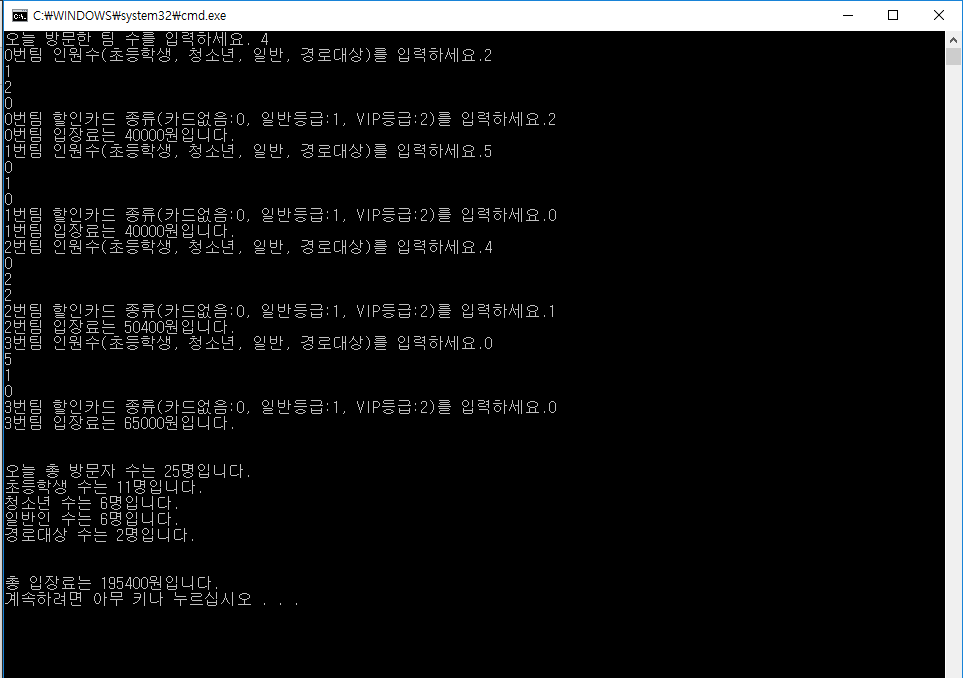 C:₩WINDOWS₩system32₩cmd.exe
오늘 방문한 팀 수를 입력하세요. 4
0번팀 인원수(초등학생, 청소년, 일반, 경로대상)를 입력하세요.2
1
2
0
0번팀 할인카드 종류(카드없음:0, 일반등급:1, VIP등급:2)를 입력하세요.2
0번팀 입장료는 40000원입니다.
1번팀 인원수(초등학생, 청소년, 일반, 경로대상)를 입력하세요.5
0
1
0
1번팀 할인카드 종류(카드없음:0, 일반등급:1, VIP등급:2)를 입력하세요.0
1번팀 입장료는 40000원입니다.
2번팀 인원수(초등학생, 청소년, 일반, 경로대상)를 입력하세요.4
0
2
2
2번팀 할인카드 종류(카드없음:0, 일반등급:1, VIP등급:2)를 입력하세요.1
2번팀 입장료는 50400원입니다.
3번팀 인원수(초등학생, 청소년, 일반, 경로대상)를 입력하세요.0
5
1
0
3번팀 할인카드 종류(카드없음:0, 일반등급:1, VIP등급:2)를 입력하세요.0
3번팀 입장료는 65000원입니다.
오늘 총 방문자 수는 25명입니다.
초등학생 수는 11명입니다.
청소년 수는 6명입니다.
일반인 수는 6명입니다.
경로대상 수는 2명입니다.
총 입장료는 195400원입니다.
계속하려면 아무 키나 누르십시오 . . .